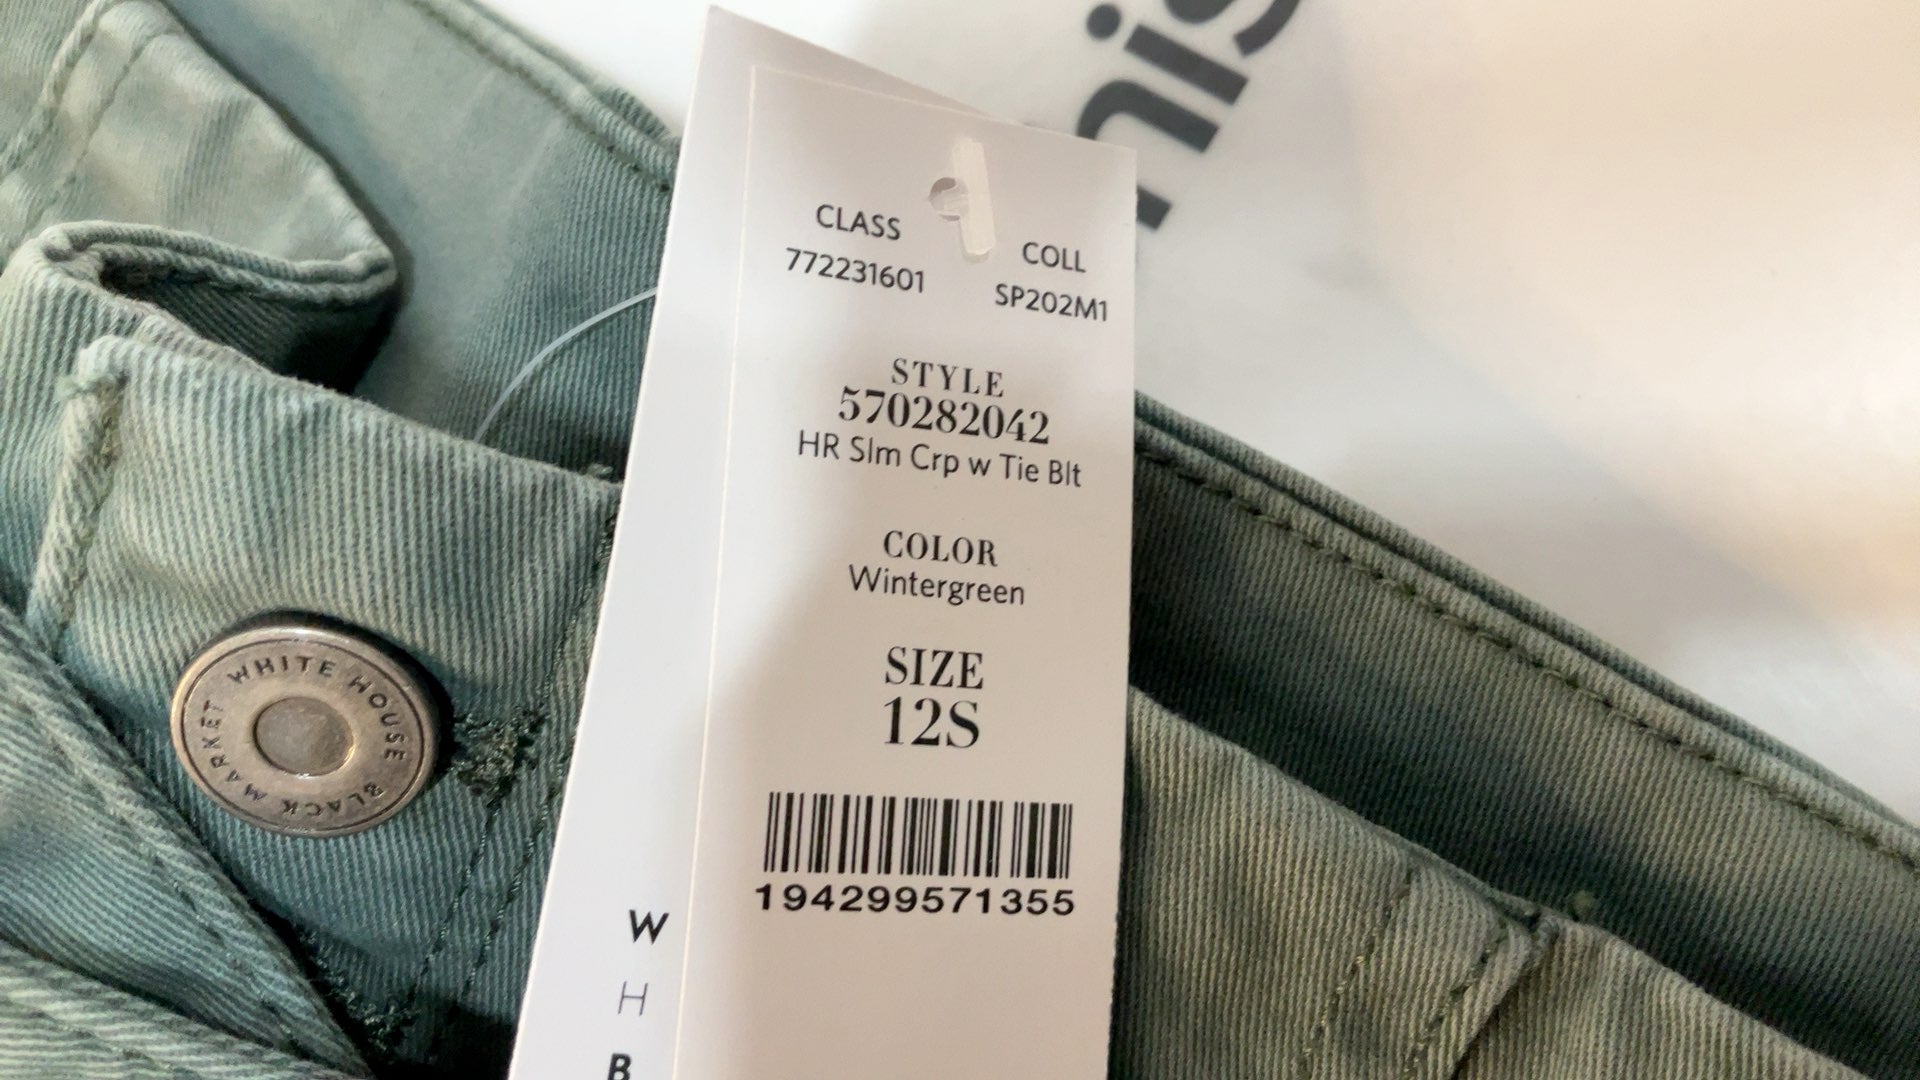 CLASS
772231601
COLL
SP202M1
STYLE
570282042
HR Slm Crp w Tie Blt
COLOR
Wintergreen
SIZE
12S
194299571355
W
H
B
WHITE HOUSE BLACK MARKET
nis